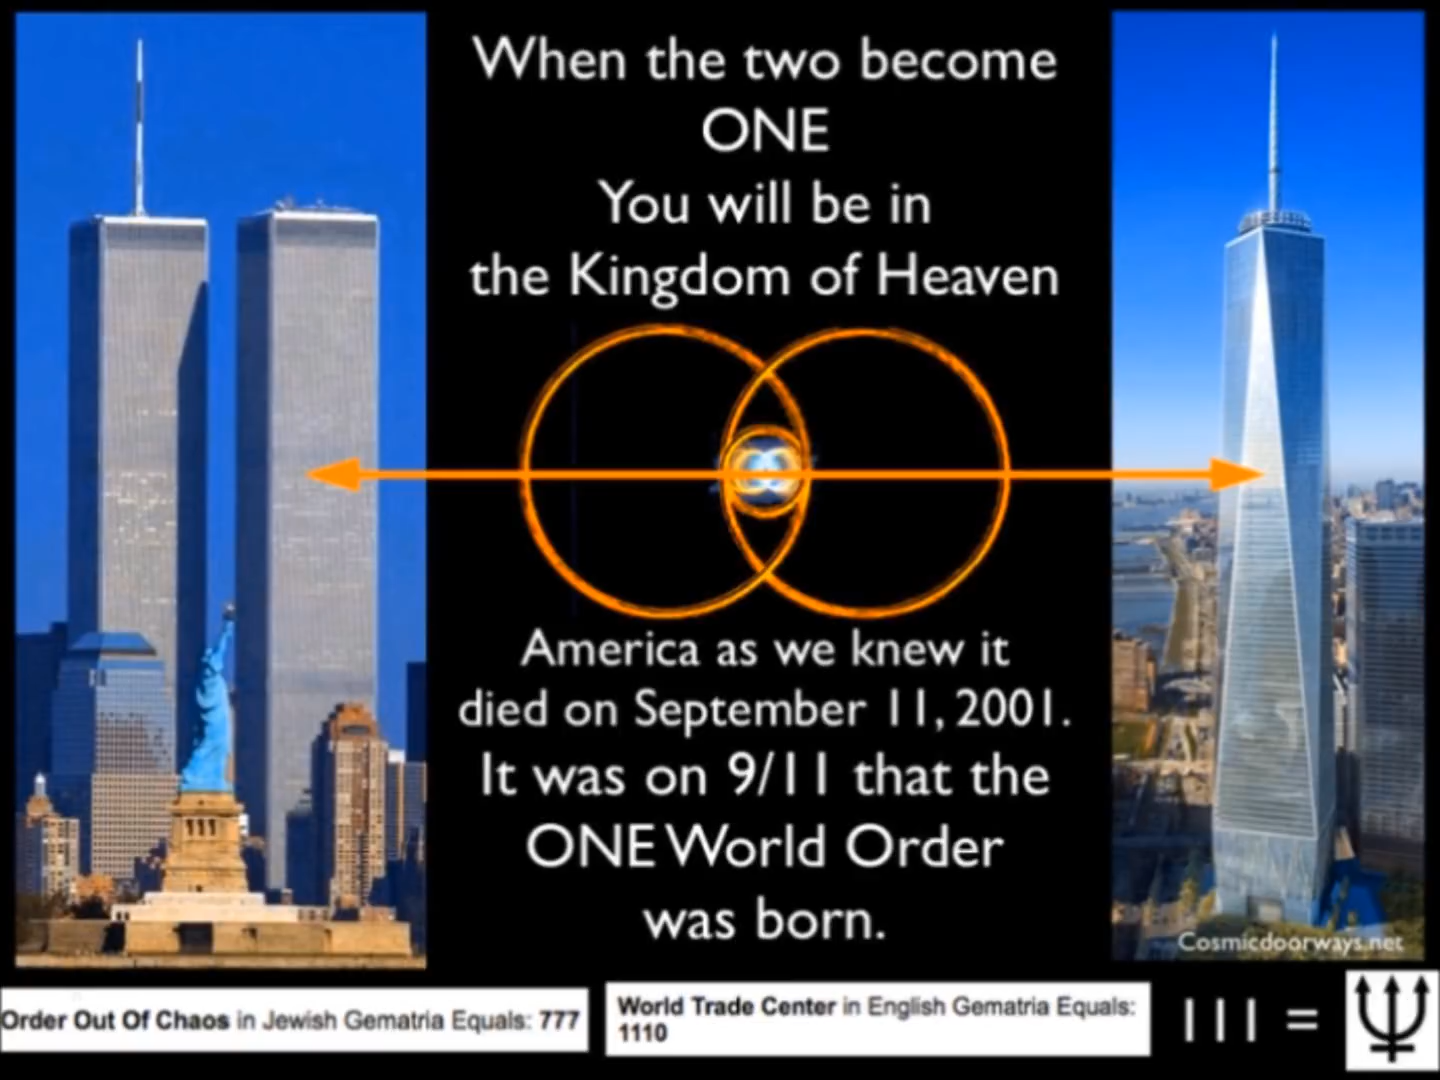 When the two become
ONE
You will be in
the Kingdom of Heaven
America as we knew it
died on September 11, 2001.
It was on 9/11 that the
ONE World Order
was born.
Cosmicdoorways.net
Order Out Of Chaos in Jewish Gematria Equals: 777
World Trade Center in English Gematria Equals:
1110
| | | =